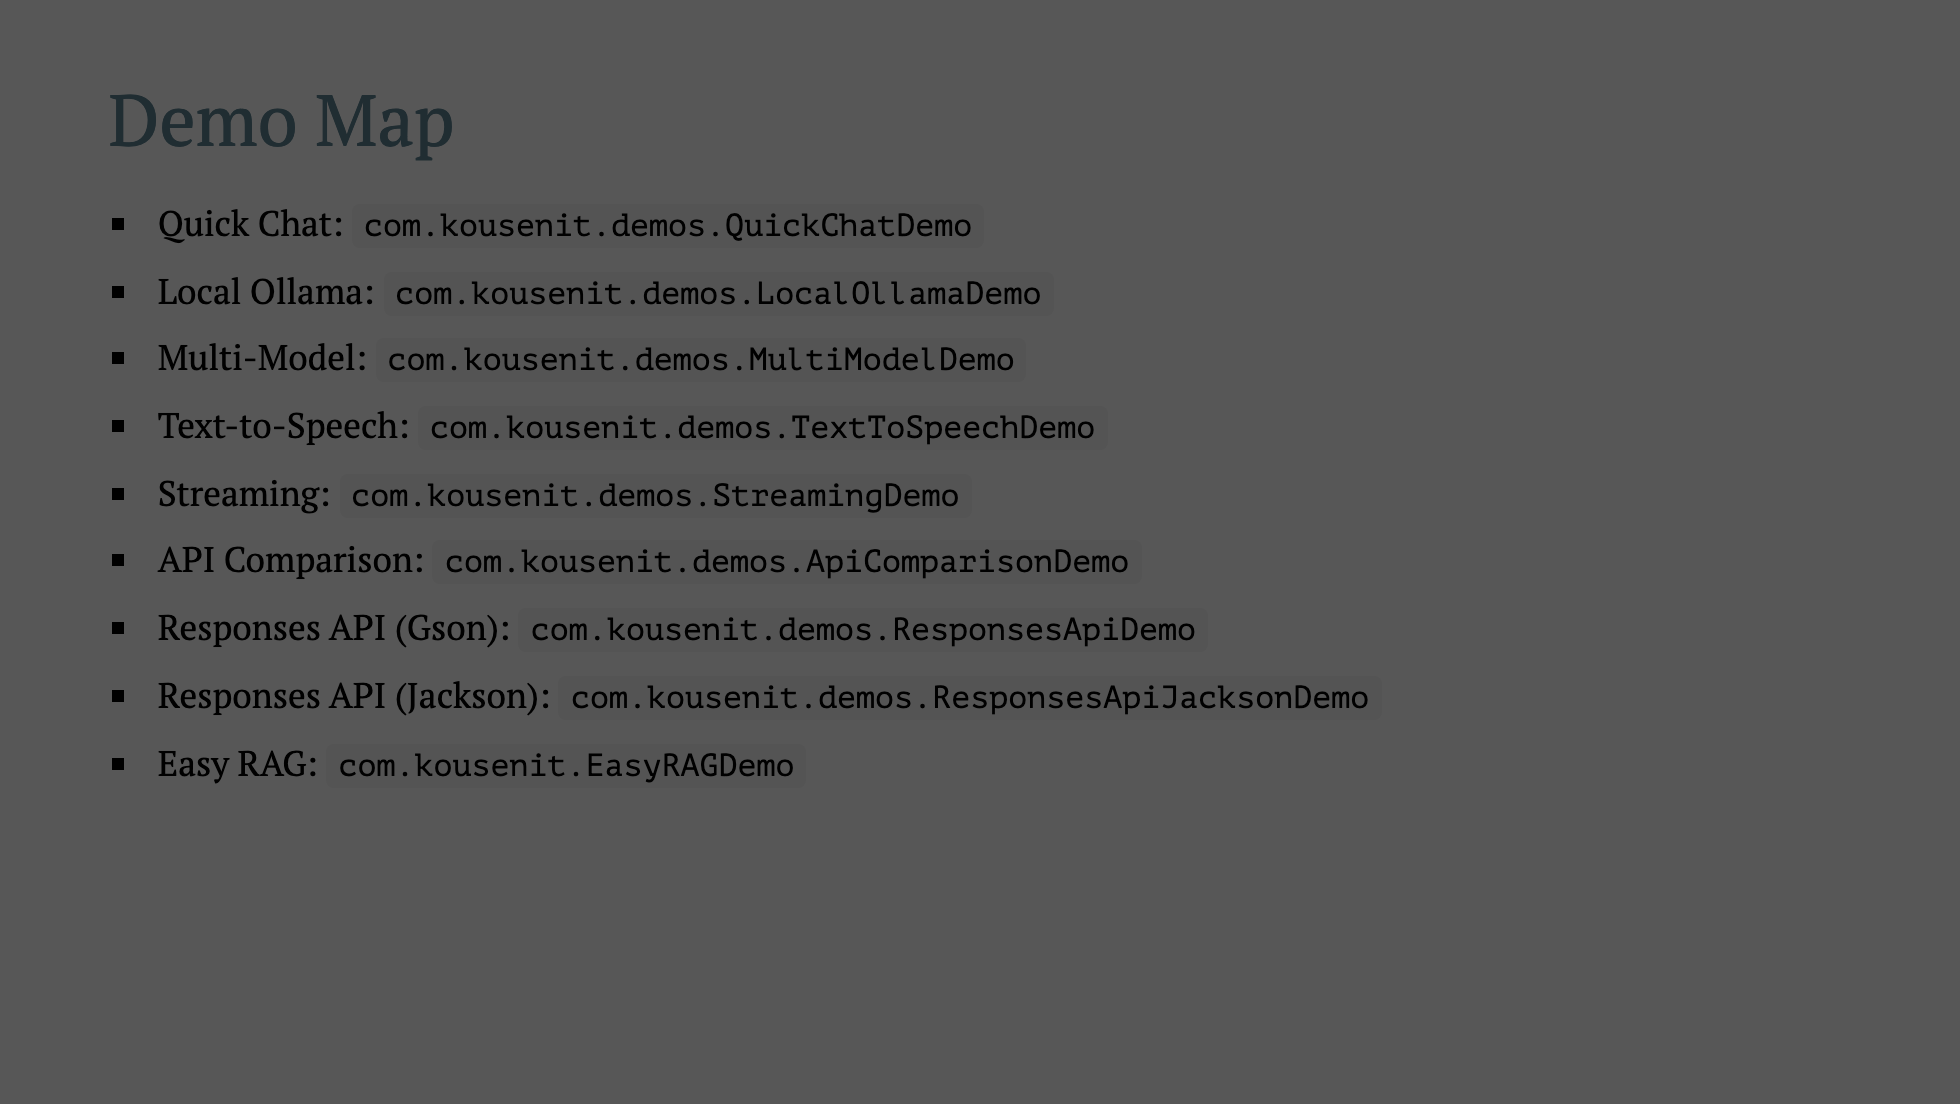 Demo Map
Quick Chat: com.kousenit.demos.QuickChatDemo
Local Ollama: com.kousenit.demos.LocalOllamaDemo
Multi-Model: com.kousenit.demos.MultiModelDemo
Text-to-Speech: com.kousenit.demos.TextToSpeechDemo
Streaming: com.kousenit.demos.StreamingDemo
API Comparison: com.kousenit.demos.ApiComparisonDemo
Responses API (Gson): com.kousenit.demos.ResponsesApiDemo
Responses API (Jackson): com.kousenit.demos.ResponsesApiJacksonDemo
Easy RAG: com.kousenit.EasyRAGDemo